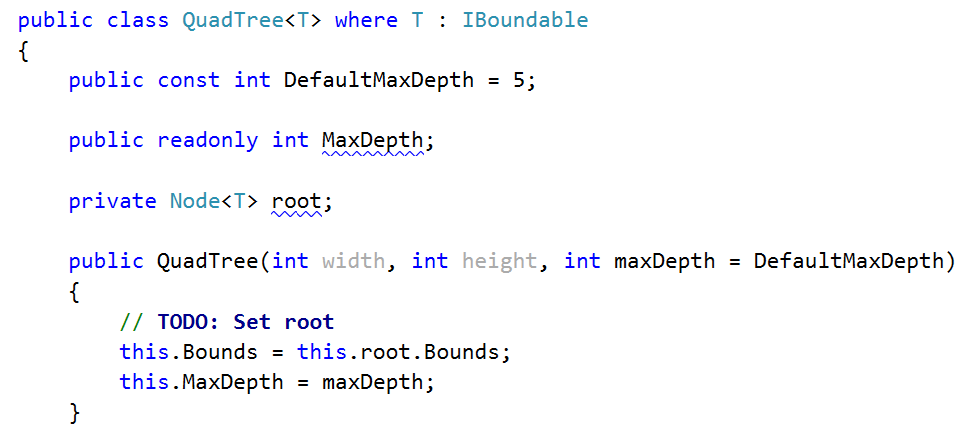 public class QuadTree<T> where T : IBoundable
{
    public const int DefaultMaxDepth = 5;

    public readonly int MaxDepth;

    private Node<T> root;

    public QuadTree(int width, int height, int maxDepth = DefaultMaxDepth)
    {
        // TODO: Set root
        this.Bounds = this.root.Bounds;
        this.MaxDepth = maxDepth;
    }